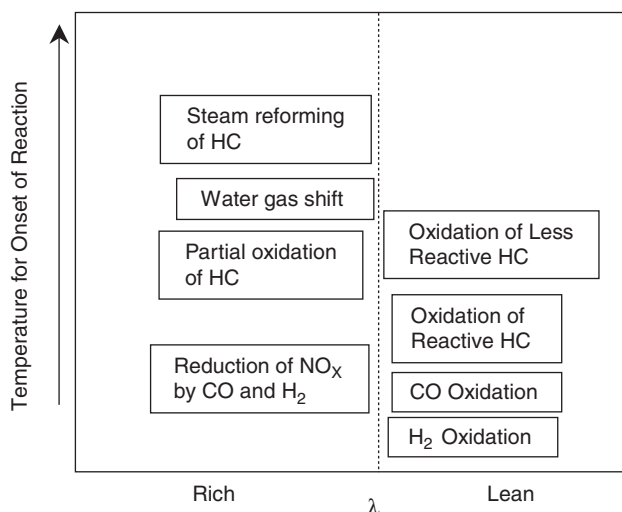 Temperature for Onset of Reaction
Steam reforming
of HC
Water gas shift
Partial oxidation
of HC
Reduction of NOX
by CO and H2
Oxidation of Less
Reactive HC
Oxidation of
Reactive HC
CO Oxidation
H2 Oxidation
Rich
λ
Lean